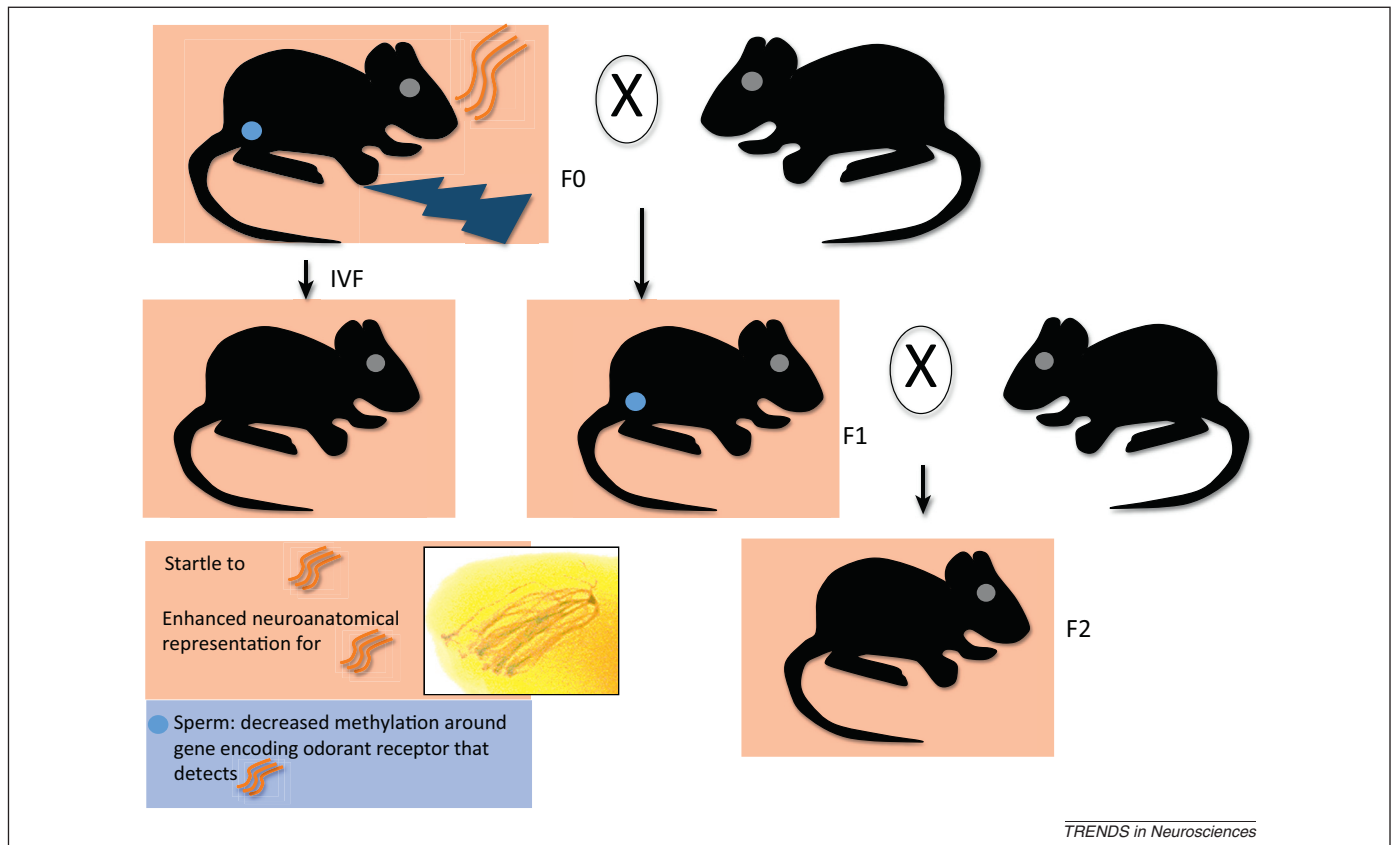 X
F0
IVF
X
F1
Startle to
Enhanced neuroanatomical
representation for
F2
Sperm: decreased methylation around
gene encoding odorant receptor that
detects
TRENDS in Neurosciences